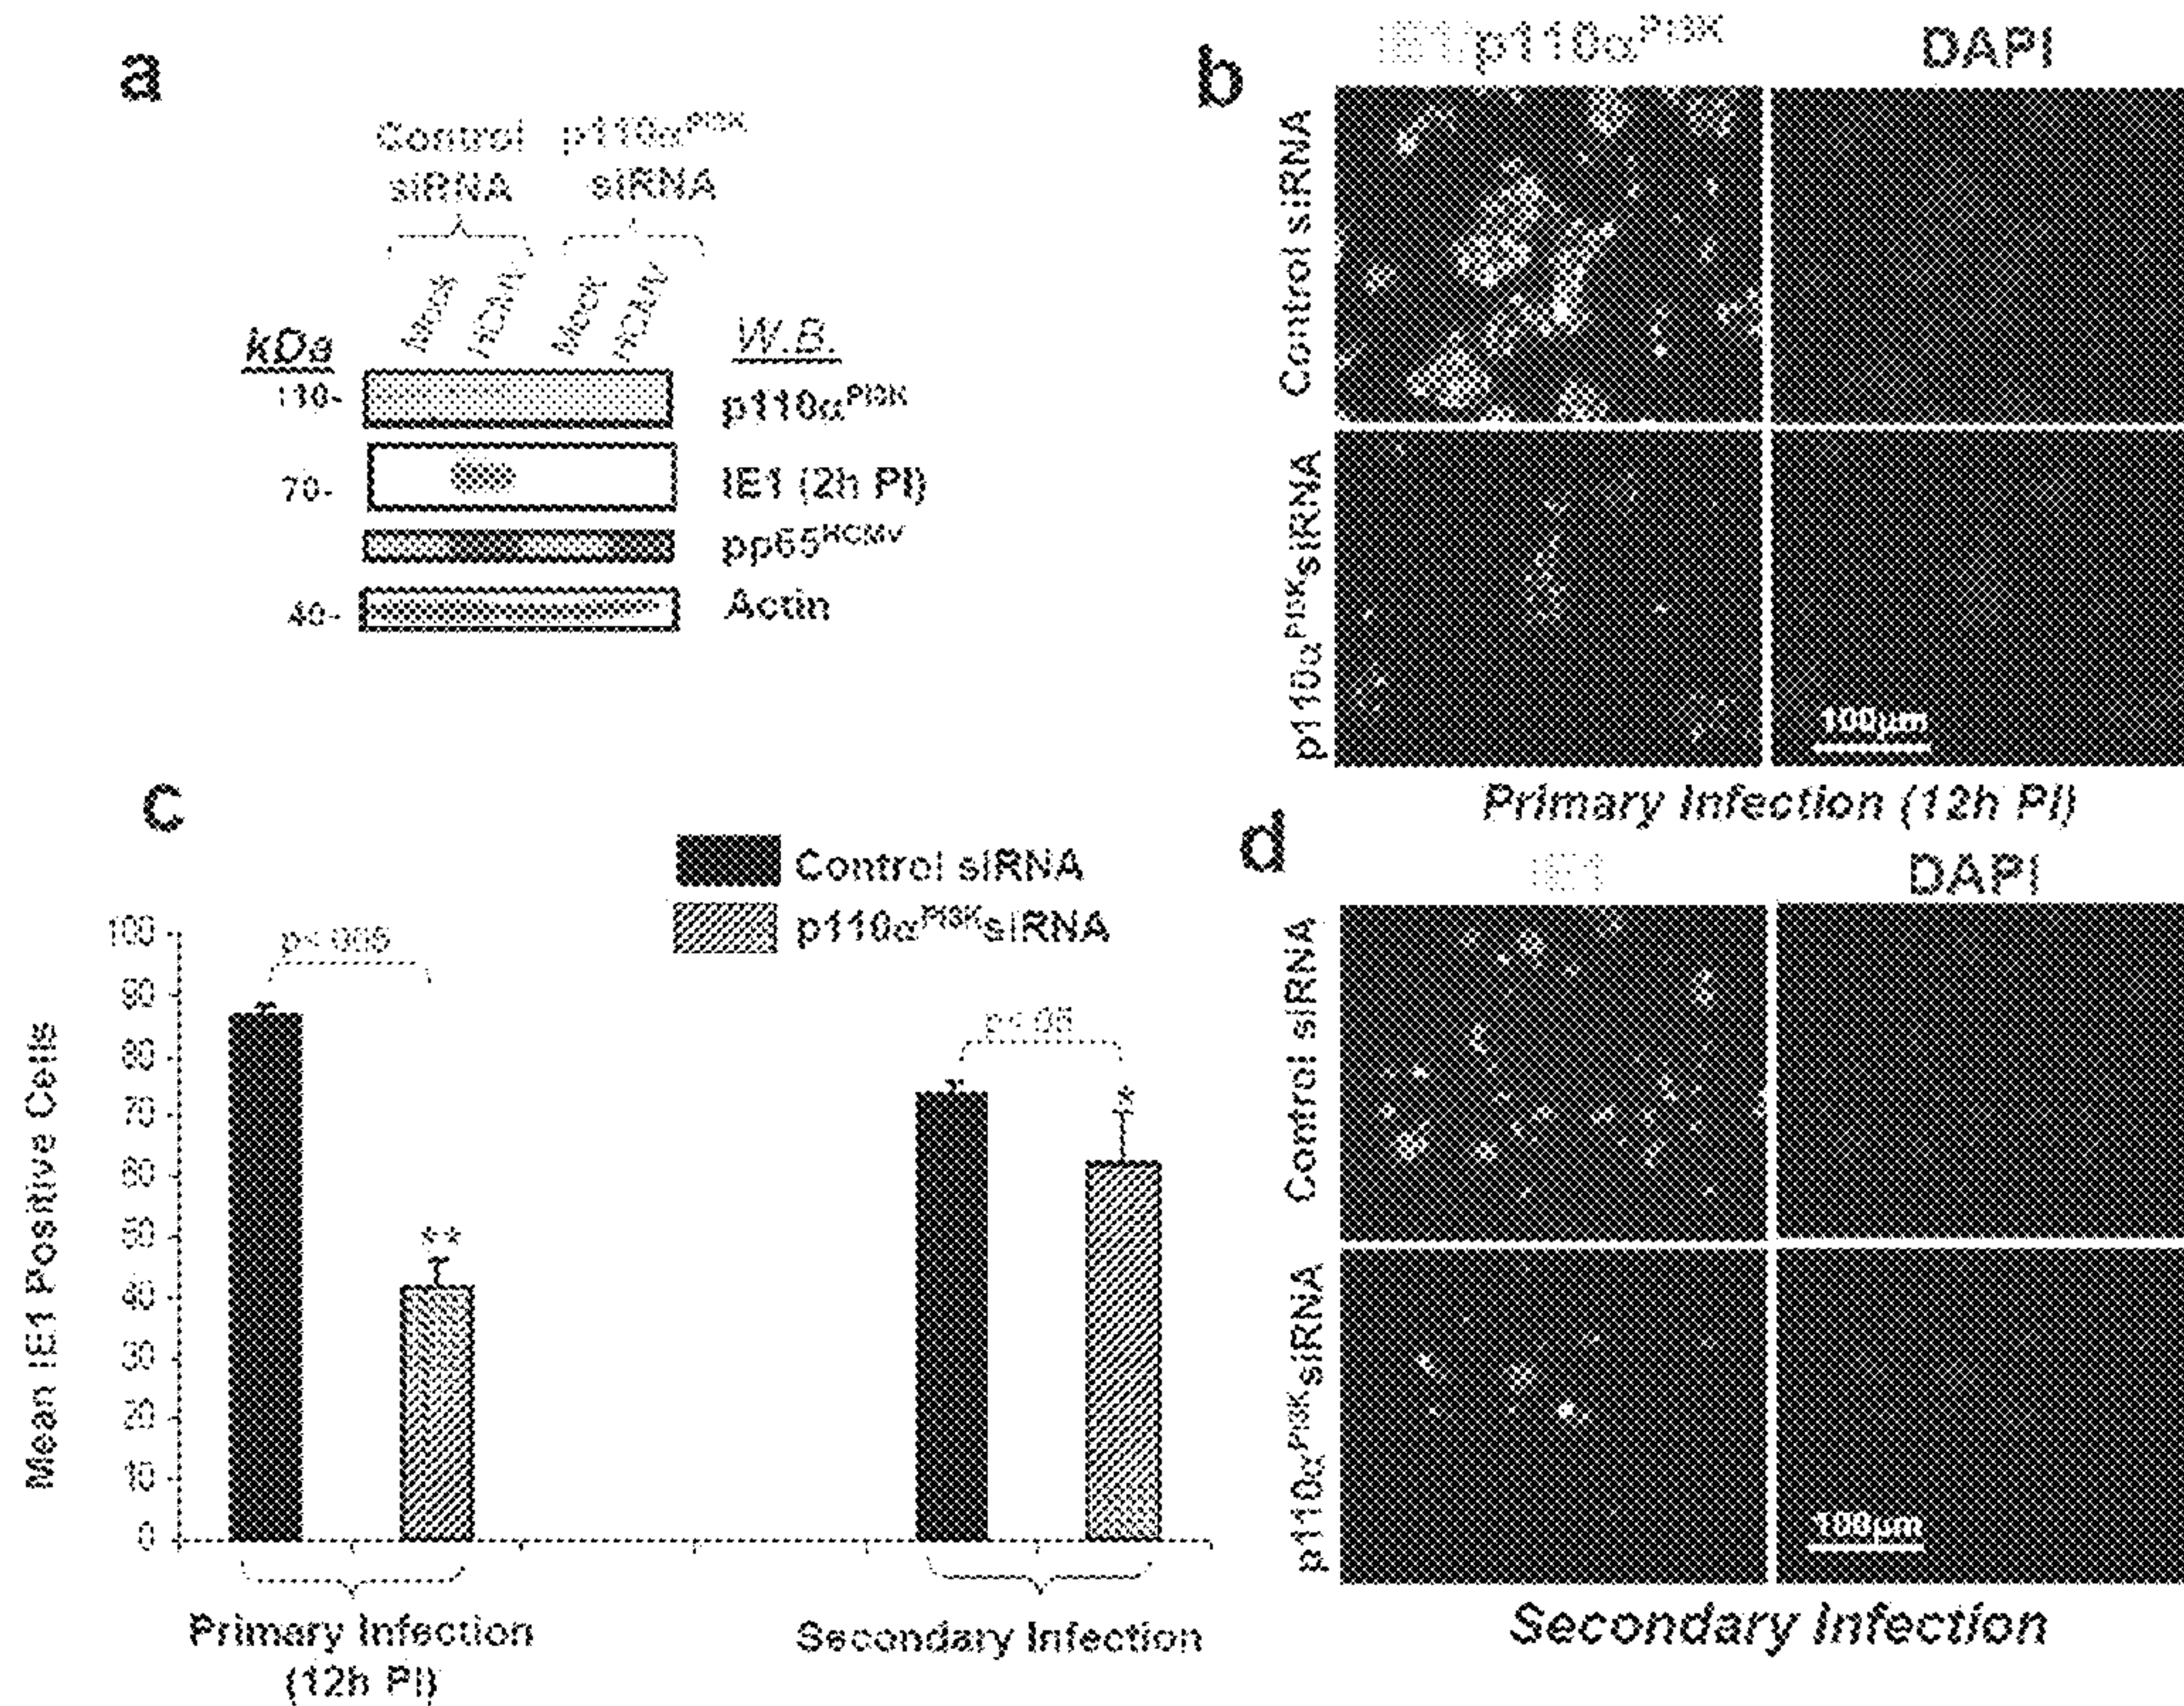 a
Control p110α^PI3K
siRNA siRNA
Mock HCMV Mock HCMV
kDa W.B.
110- p110α^PI3K
70- IE1 (2h PI)
pp65^HCMV
40- Actin
b
IE1/p110α^PI3K DAPI
Control siRNA
p110α^PI3K siRNA
100µm
Primary Infection (12h PI)
c
Control siRNA
p110α^PI3K siRNA
Mean IE1 Positive Cells
100
90
80
70
60
50
40
30
20
10
0
p<.005
**
p<.05
*
Primary Infection
(12h PI)
Secondary Infection
d
IE1 DAPI
Control siRNA
p110α^PI3K siRNA
100µm
Secondary Infection